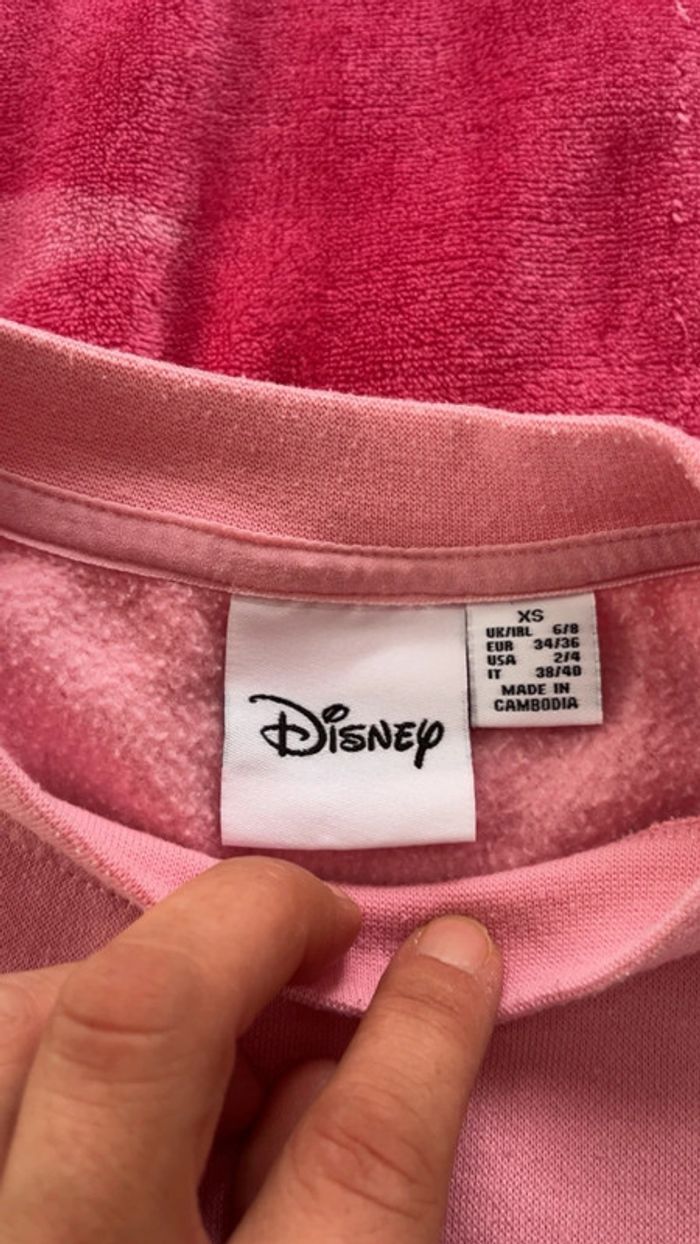 Disney
XS
UK/IRL 6/8
EUR 34/36
USA 2/4
IT 38/40
MADE IN
CAMBODIA